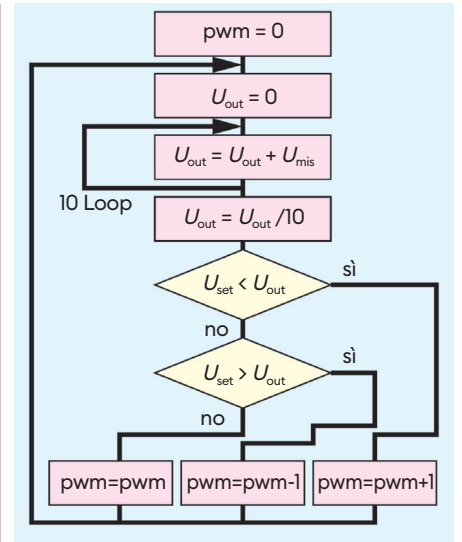 pwm = 0
Uout = 0
Uout = Uout + Umis
10 Loop
Uout = Uout /10
Uset < Uout
sì
no
Uset > Uout
sì
no
pwm=pwm
pwm=pwm-1
pwm=pwm+1